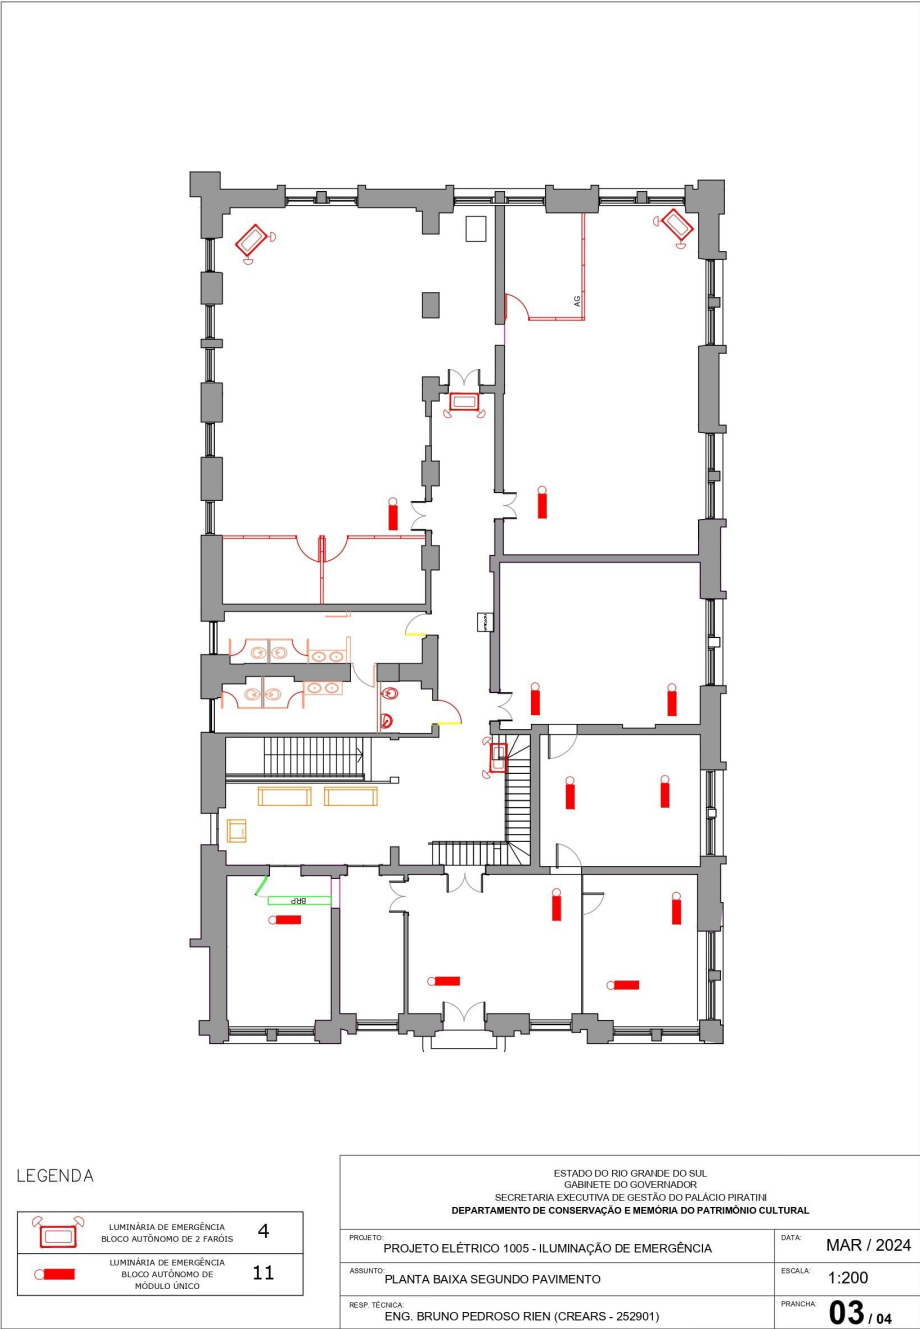 AG
BRP
LEGENDA
LUMINÁRIA DE EMERGÊNCIA
BLOCO AUTÔNOMO DE 2 FARÓIS
4
LUMINÁRIA DE EMERGÊNCIA
BLOCO AUTÔNOMO DE
MÓDULO ÚNICO
11
ESTADO DO RIO GRANDE DO SUL
GABINETE DO GOVERNADOR
SECRETARIA EXECUTIVA DE GESTÃO DO PALÁCIO PIRATINI
DEPARTAMENTO DE CONSERVAÇÃO E MEMÓRIA DO PATRIMÔNIO CULTURAL
PROJETO: PROJETO ELÉTRICO 1005 - ILUMINAÇÃO DE EMERGÊNCIA
DATA: MAR / 2024
ASSUNTO: PLANTA BAIXA SEGUNDO PAVIMENTO
ESCALA: 1:200
RESP. TÉCNICA: ENG. BRUNO PEDROSO RIEN (CREARS - 252901)
PRANCHA: 03 / 04